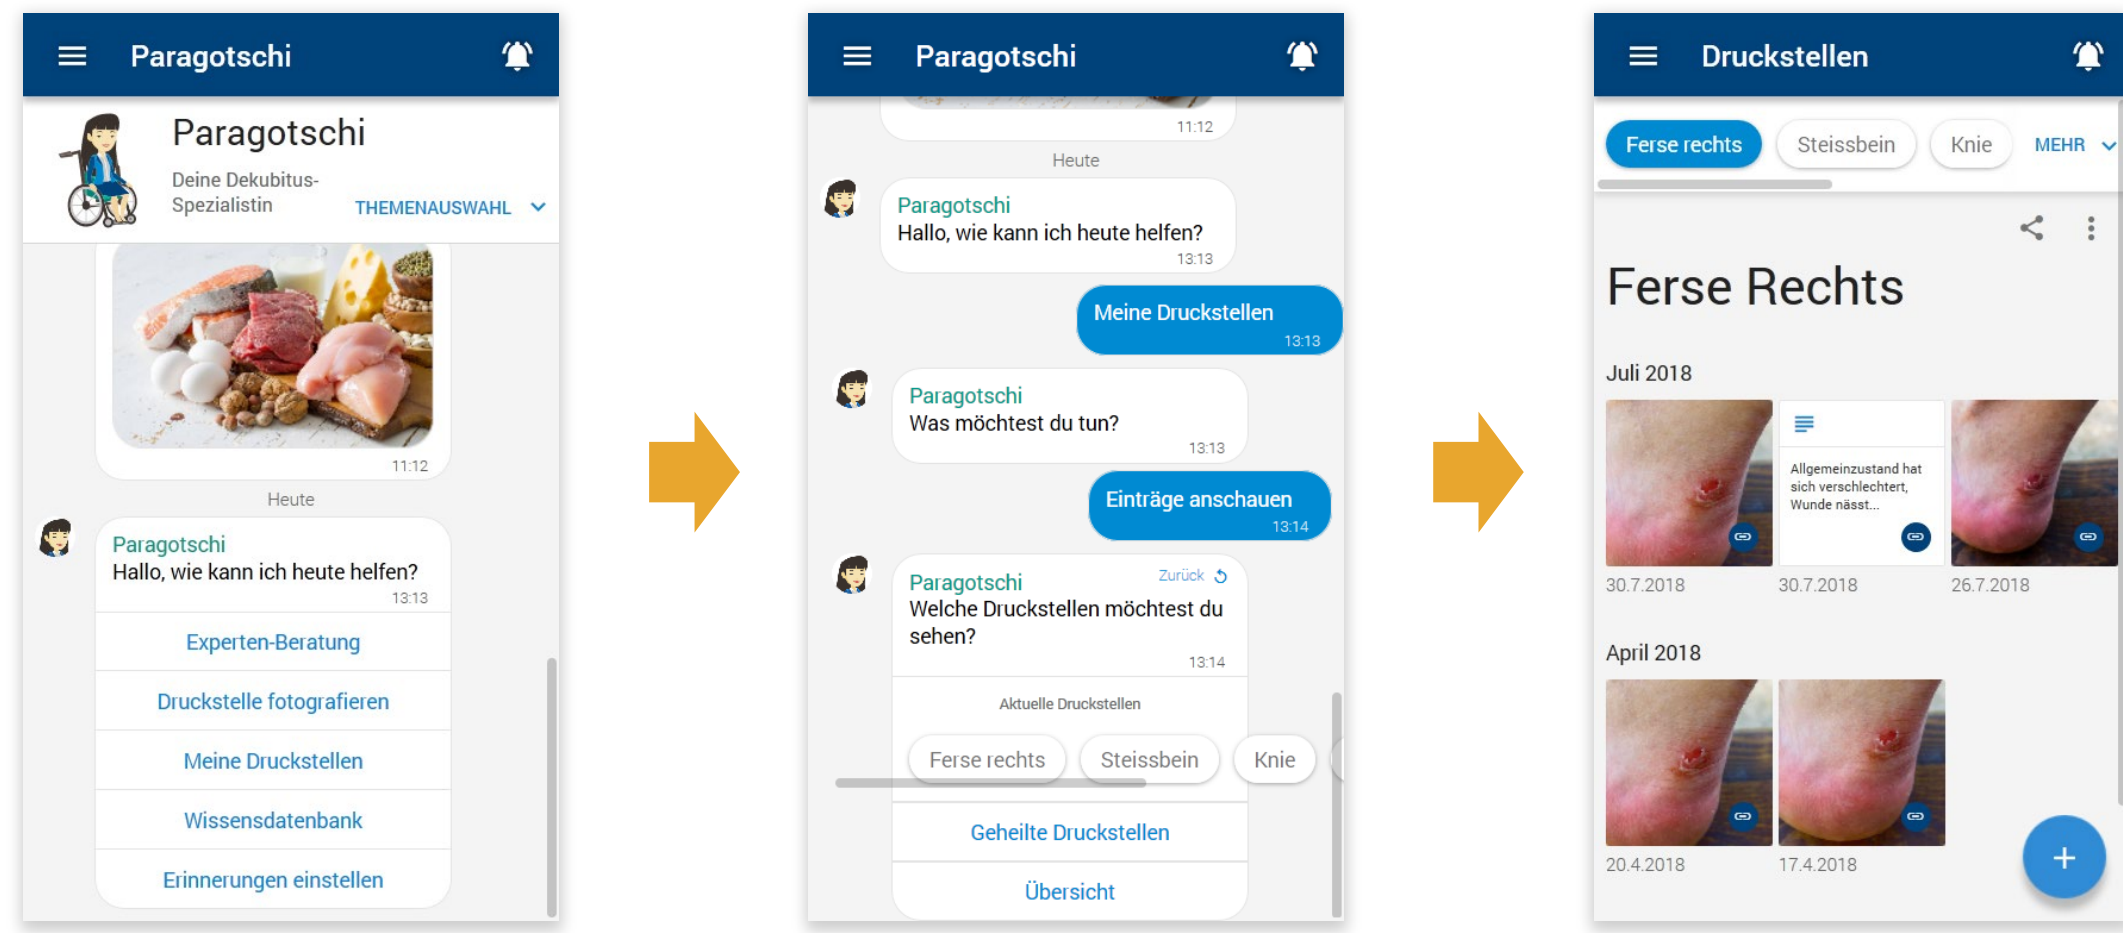 Paragotschi
Paragotschi
Deine Dekubitus-
Spezialistin
THEMENAUSWAHL
11:12
Heute
Paragotschi
Hallo, wie kann ich heute helfen?
13:13
Experten-Beratung
Druckstelle fotografieren
Meine Druckstellen
Wissensdatenbank
Erinnerungen einstellen
Paragotschi
11:12
Heute
Paragotschi
Hallo, wie kann ich heute helfen?
13:13
Meine Druckstellen
13:13
Paragotschi
Was möchtest du tun?
13:13
Einträge anschauen
13:14
Zurück
Paragotschi
Welche Druckstellen möchtest du
sehen?
13:14
Aktuelle Druckstellen
Ferse rechts Steissbein Knie
Geheilte Druckstellen
Übersicht
Druckstellen
Ferse rechts Steissbein Knie MEHR
Ferse Rechts
Juli 2018
Allgemeinzustand hat
sich verschlechtert,
Wunde nässt...
30.7.2018 30.7.2018 26.7.2018
April 2018
20.4.2018 17.4.2018